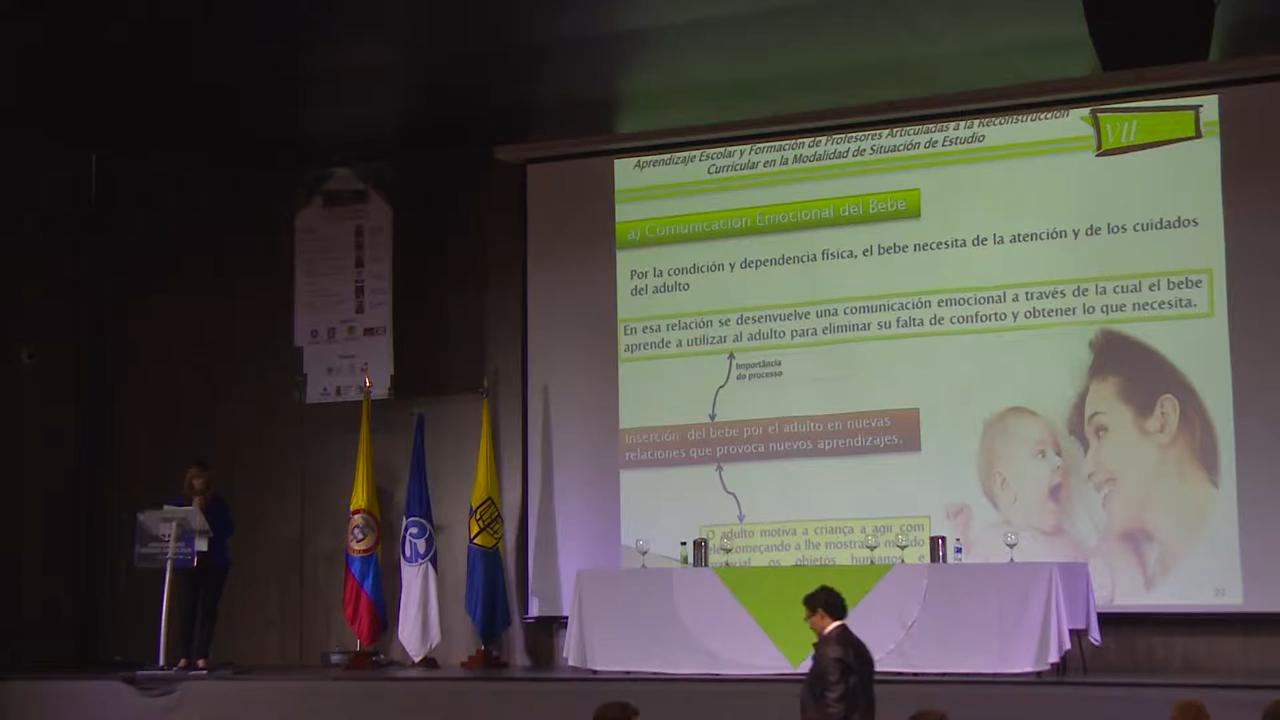 Aprendizaje Escolar y Formación de Profesores Articuladas a la Reconstrucción
Curricular en la Modalidad de Situación de Estudio
VII
a) Comunicación Emocional del Bebe
Por la condición y dependencia física, el bebe necesita de la atención y de los cuidados
del adulto
En esa relación se desenvuelve una comunicación emocional a través de la cual el bebe
aprende a utilizar al adulto para eliminar su falta de conforto y obtener lo que necesita.
Importância
do processo
Inserción del bebe por el adulto en nuevas
relaciones que provoca nuevos aprendizajes.
O adulto motiva a criança a agir com
ele começando a lhe mostrar
os objetos humanos e
22